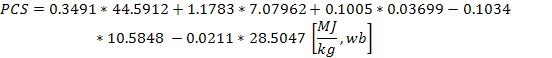 PCS = 0.3491 * 44.5912 + 1.1783 * 7.07962 + 0.1005 * 0.03699 − 0.1034
* 10.5848 − 0.0211 * 28.5047 [MJ/kg, wb]